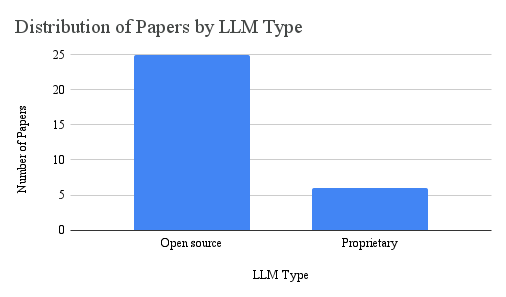 Distribution of Papers by LLM Type
Number of Papers
25
20
15
10
5
0
Open source
Proprietary
LLM Type